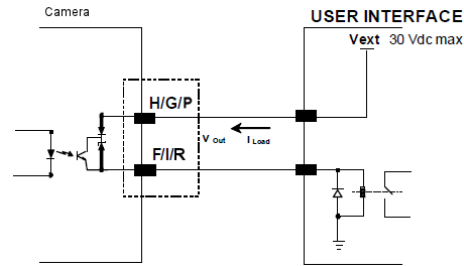 Camera
USER INTERFACE
Vext 30 Vdc max
H/G/P
V Out
I Load
F/I/R